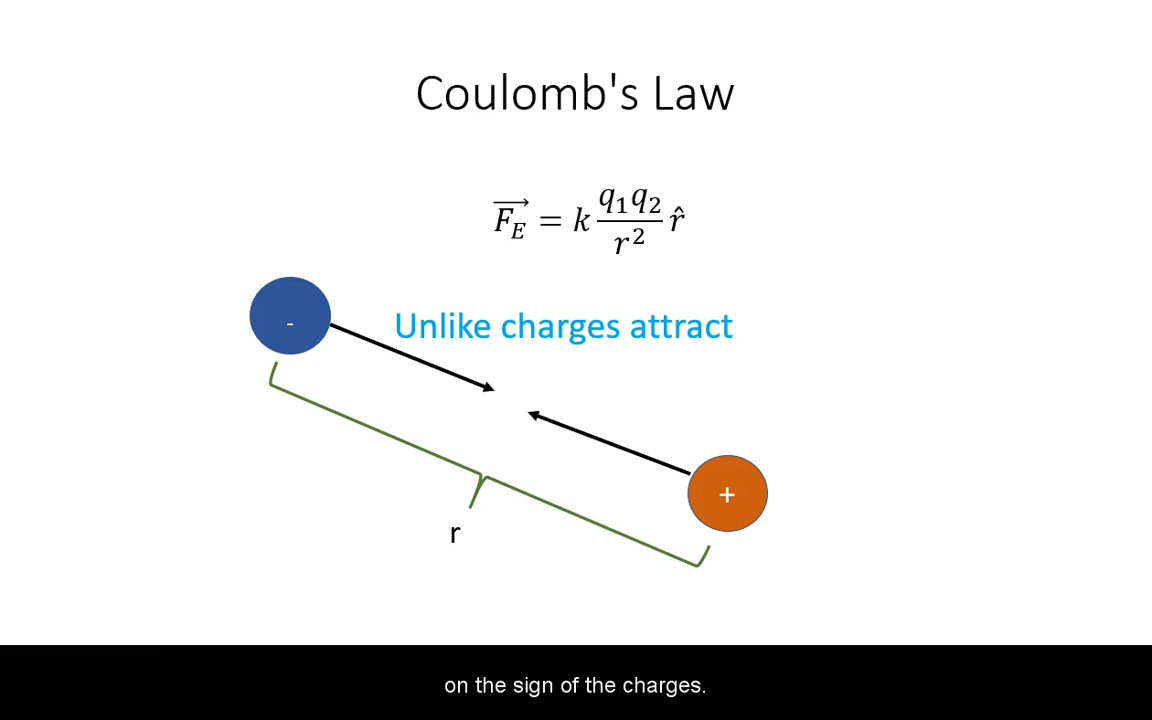 Coulomb's Law
$\overrightarrow{F_E} = k \frac{q_1 q_2}{r^2} \hat{r}$
-
Unlike charges attract
+
r
on the sign of the charges.